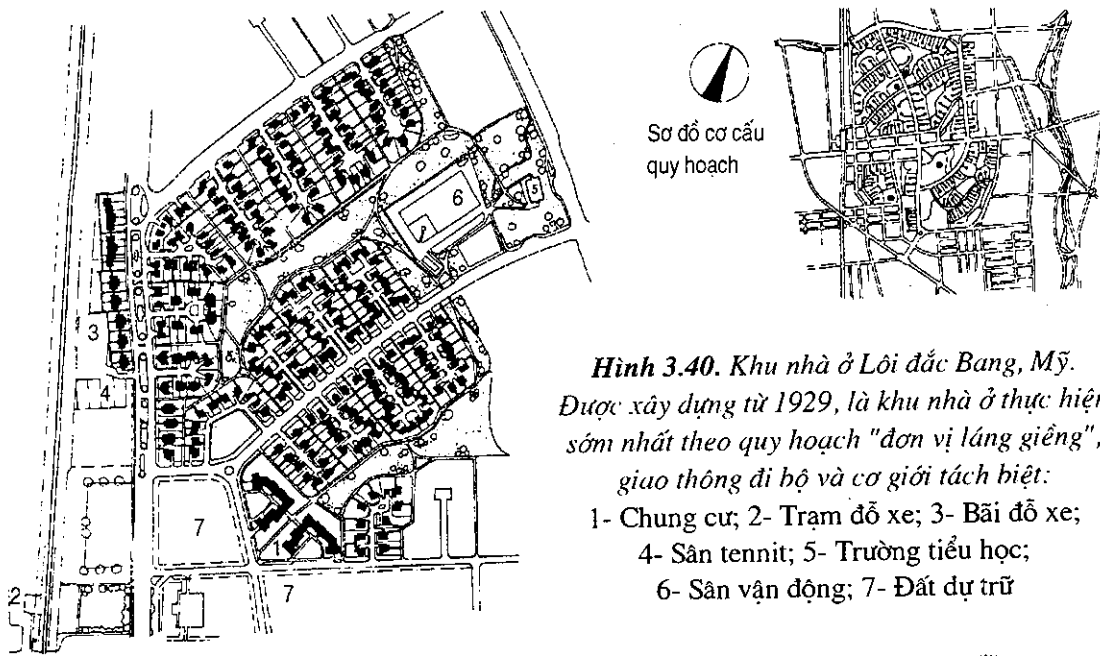 Sơ đồ cơ cấu
quy hoạch
6
5
3
4
7
1
2
7
Hình 3.40. Khu nhà ở Lôi đắc Bang, Mỹ.
Được xây dựng từ 1929, là khu nhà ở thực hiện
sớm nhất theo quy hoạch "đơn vị láng giềng",
giao thông đi bộ và cơ giới tách biệt:
1- Chung cư; 2- Trạm đỗ xe; 3- Bãi đỗ xe;
4- Sân tennit; 5- Trường tiểu học;
6- Sân vận động; 7- Đất dự trữ